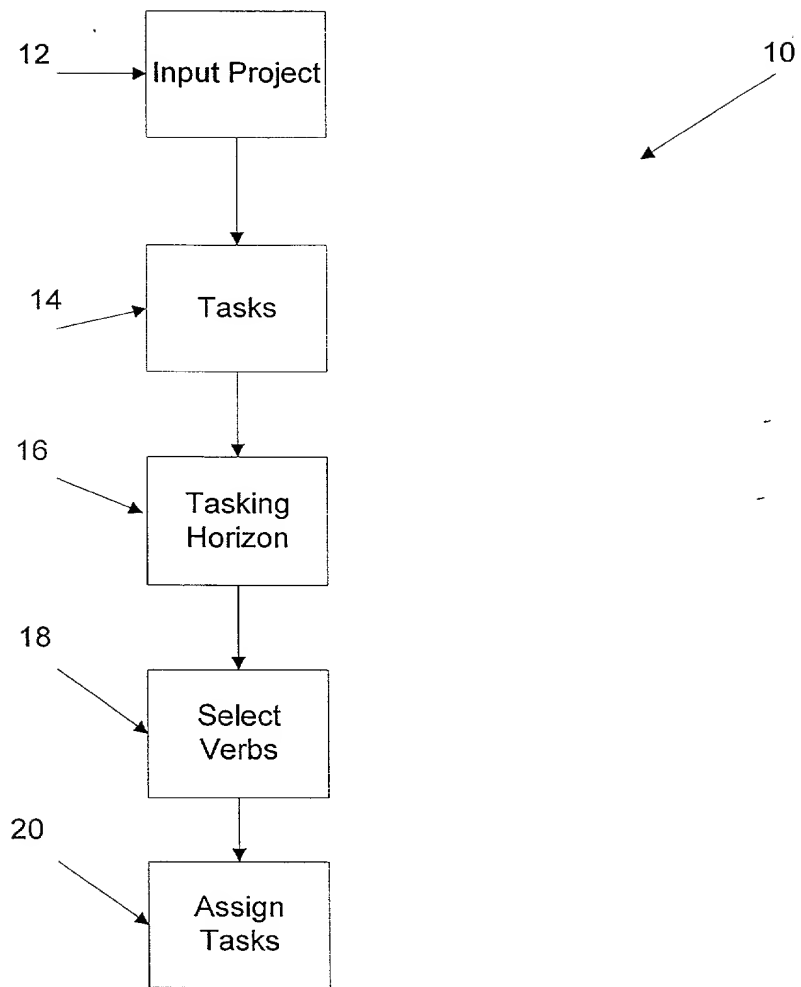 12
Input Project
10
14
Tasks
16
Tasking
Horizon
18
Select
Verbs
20
Assign
Tasks